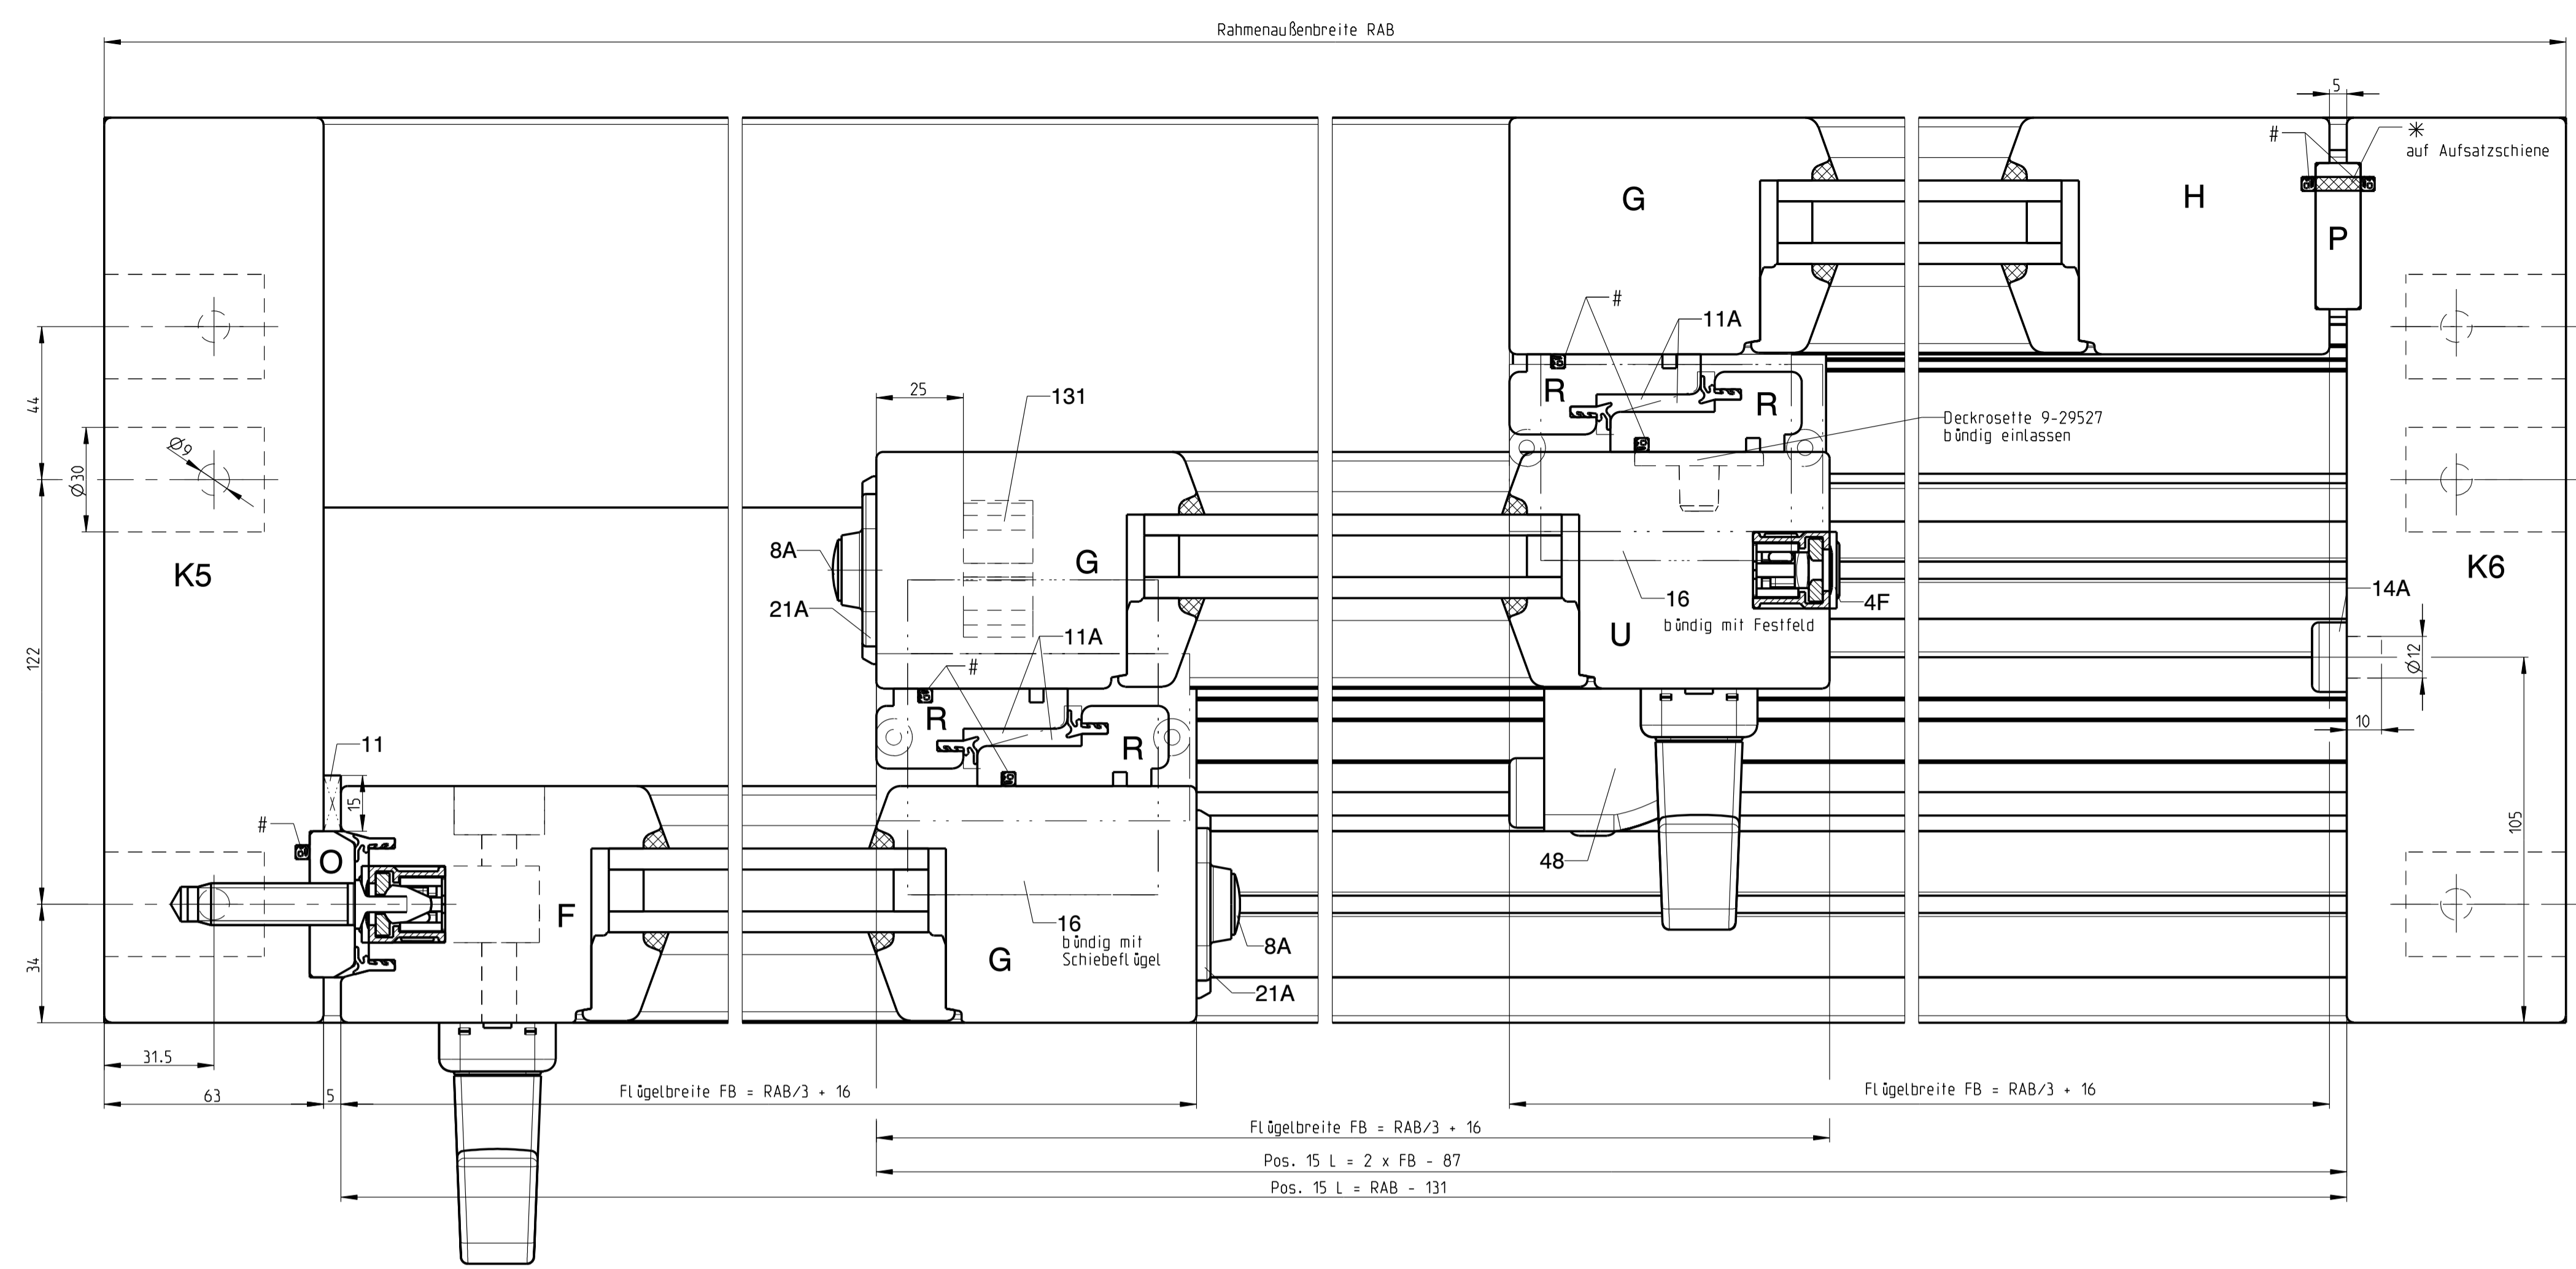 Rahmenaußenbreite RAB
5
#
✳
auf Aufsatzschiene
G
H
P
#
11A
R
R
Deckrosette 9-29527
bündig einlassen
44
Ø9
Ø30
25
131
K5
8A
G
21A
16
bündig mit Festfeld
4F
U
K6
14A
Ø12
10
122
11A
#
R
R
11
15
#
O
F
48
105
16
bündig mit
Schiebeflügel
G
8A
21A
34
31.5
63
5
Flügelbreite FB = RAB/3 + 16
Flügelbreite FB = RAB/3 + 16
Flügelbreite FB = RAB/3 + 16
Pos. 15 L = 2 x FB - 87
Pos. 15 L = RAB - 131